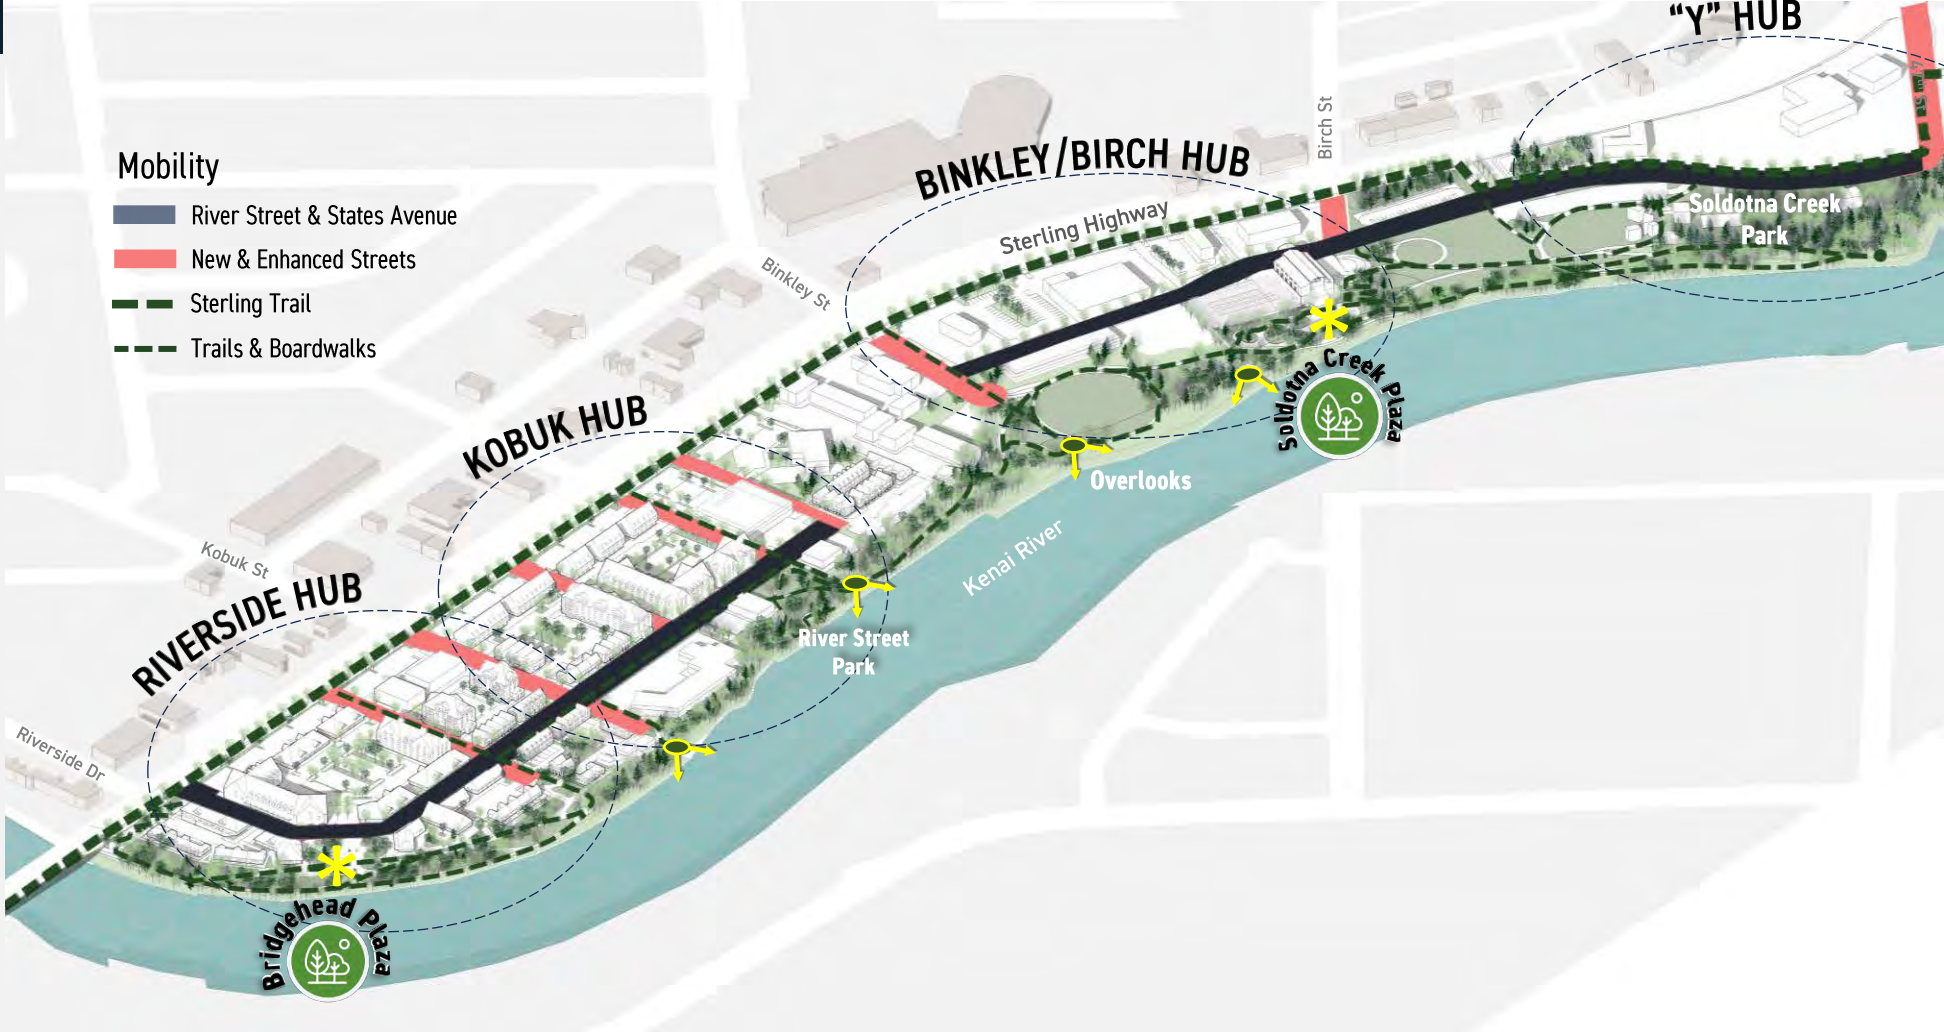 “Y” HUB
BINKLEY/BIRCH HUB
Birch St
Mobility
River Street & States Avenue
New & Enhanced Streets
Sterling Trail
Trails & Boardwalks
Sterling Highway
Binkley St
Soldotna Creek
Park
Soldotna Creek Plaza
KOBUK HUB
Overlooks
Kenai River
Kobuk St
RIVERSIDE HUB
River Street
Park
Riverside Dr
Bridgehead Plaza